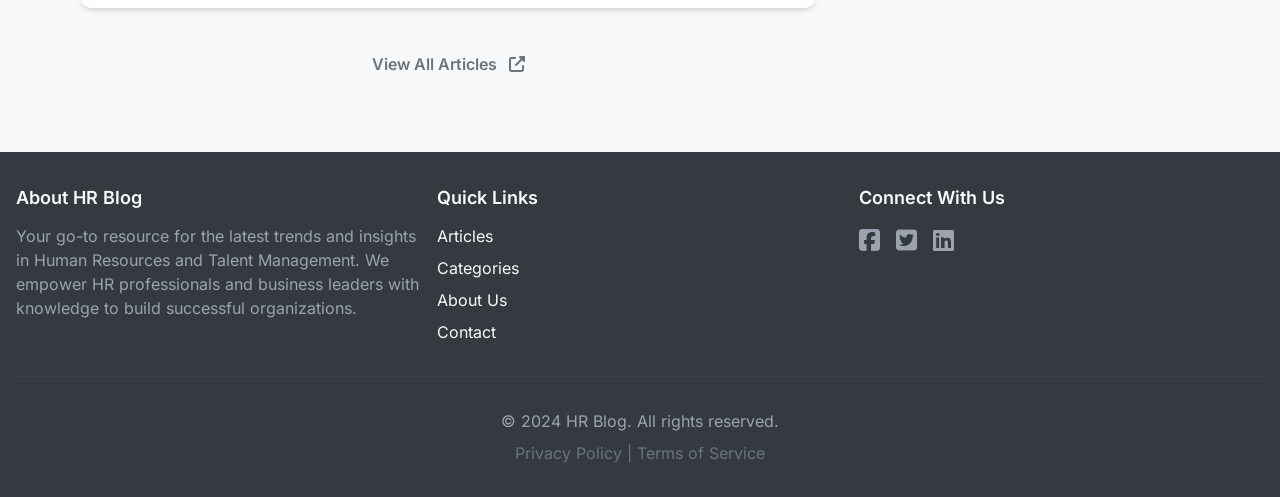 View All Articles
About HR Blog
Your go-to resource for the latest trends and insights
in Human Resources and Talent Management. We
empower HR professionals and business leaders with
knowledge to build successful organizations.
Quick Links
Articles
Categories
About Us
Contact
Connect With Us
© 2024 HR Blog. All rights reserved.
Privacy Policy | Terms of Service